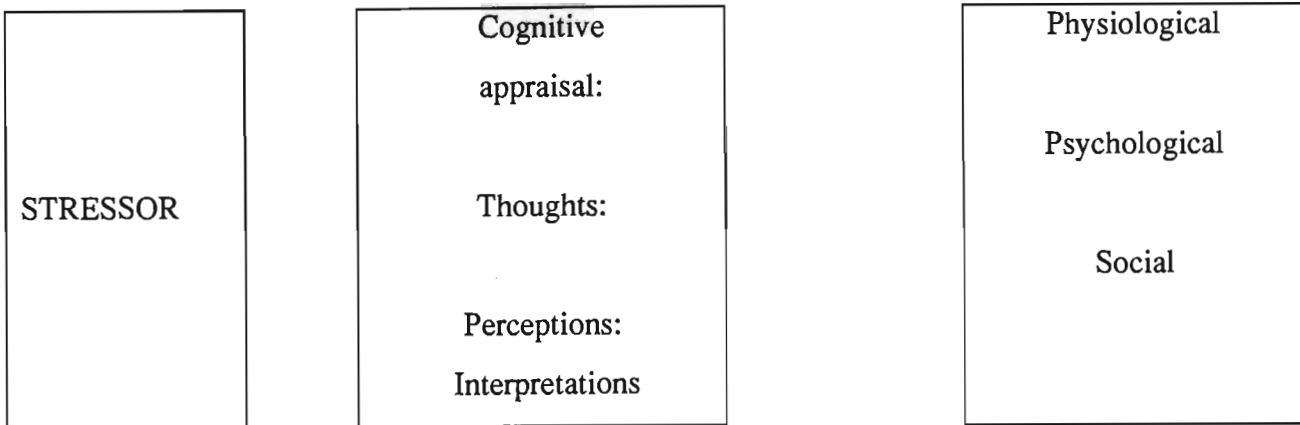 STRESSOR
Cognitive
appraisal:
Thoughts:
Perceptions:
Interpretations
Physiological
Psychological
Social